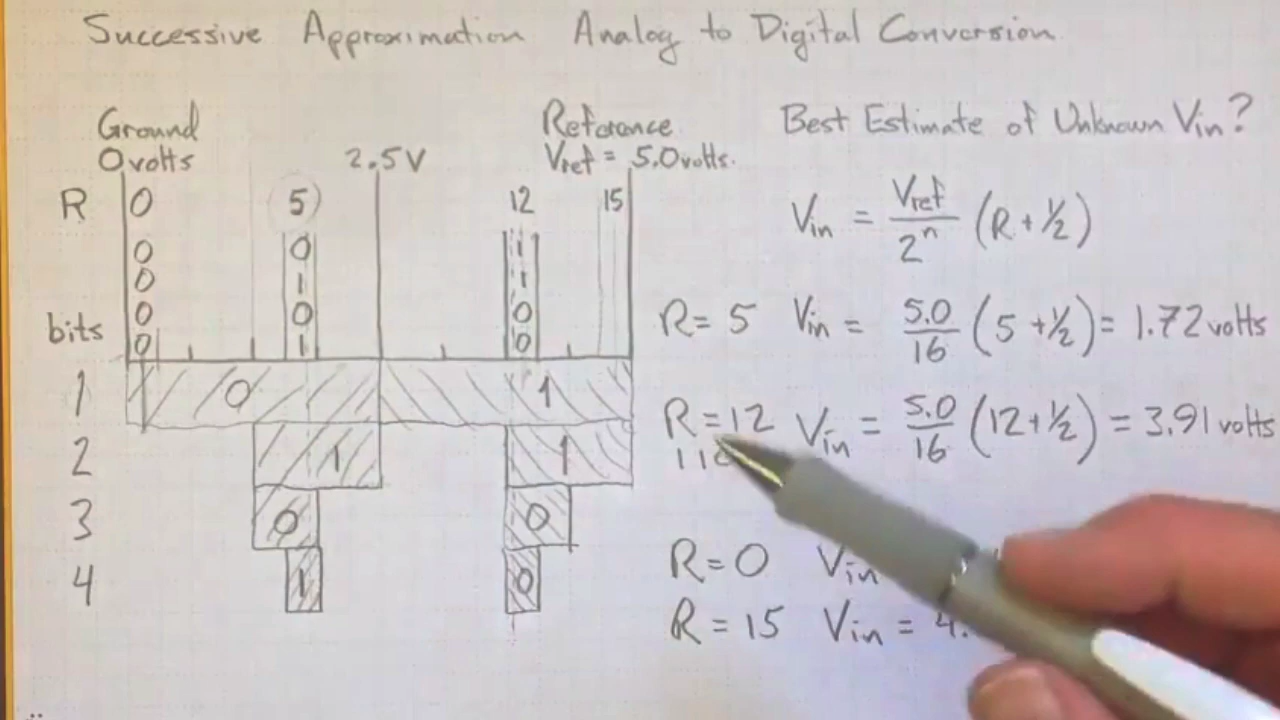 Successive Approximation Analog to Digital Conversion
Ground
0 volts
2.5V
Reference
Vref = 5.0 volts.
R 0 5 12 15
0 0 1
0 1 1
0 0 0
bits 0 1 0
1 0 1
2 1 1
3 0 0
4 1 0
Best Estimate of Unknown Vin?
Vin = Vref/2^n (R + 1/2)
R = 5 Vin = 5.0/16 (5 + 1/2) = 1.72 volts
R = 12 Vin = 5.0/16 (12 + 1/2) = 3.91 volts
R = 0 Vin
R = 15 Vin = 4.